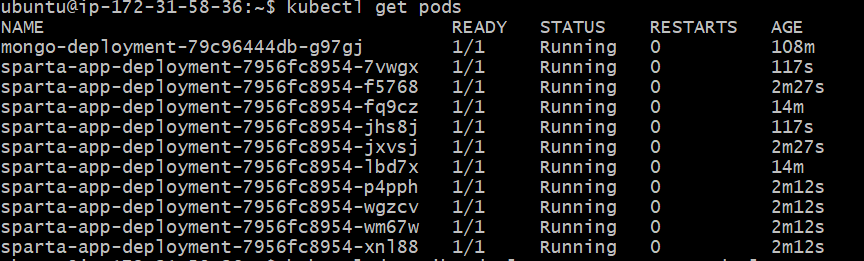 ubuntu@ip-172-31-58-36:~$ kubectl get pods
NAME READY STATUS RESTARTS AGE
mongo-deployment-79c96444db-g97gj 1/1 Running 0 108m
sparta-app-deployment-7956fc8954-7vwgx 1/1 Running 0 117s
sparta-app-deployment-7956fc8954-f5768 1/1 Running 0 2m27s
sparta-app-deployment-7956fc8954-fq9cz 1/1 Running 0 14m
sparta-app-deployment-7956fc8954-jhs8j 1/1 Running 0 117s
sparta-app-deployment-7956fc8954-jxvsj 1/1 Running 0 2m27s
sparta-app-deployment-7956fc8954-lbd7x 1/1 Running 0 14m
sparta-app-deployment-7956fc8954-p4pph 1/1 Running 0 2m12s
sparta-app-deployment-7956fc8954-wgzcv 1/1 Running 0 2m12s
sparta-app-deployment-7956fc8954-wm67w 1/1 Running 0 2m12s
sparta-app-deployment-7956fc8954-xnl88 1/1 Running 0 2m12s